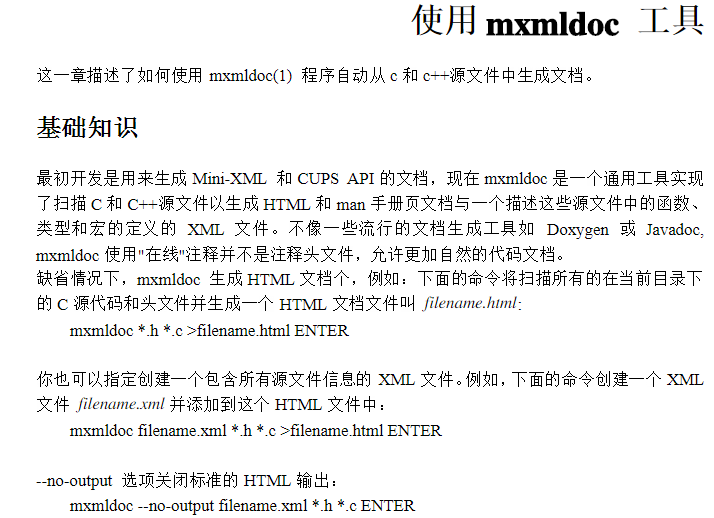 使用 mxmldoc 工具
这一章描述了如何使用 mxmldoc(1) 程序自动从 c 和 c++源文件中生成文档。
基础知识
最初开发是用来生成 Mini-XML 和 CUPS API 的文档，现在 mxmldoc 是一个通用工具实现
了扫描 C 和 C++源文件以生成 HTML 和 man 手册页文档与一个描述这些源文件中的函数、
类型和宏的定义的 XML 文件。不像一些流行的文档生成工具如 Doxygen 或 Javadoc,
mxmldoc 使用"在线"注释并不是注释头文件，允许更加自然的代码文档。
缺省情况下，mxmldoc 生成 HTML 文档个，例如：下面的命令将扫描所有的在当前目录下
的 C 源代码和头文件并生成一个 HTML 文档文件叫 filename.html:
mxmldoc *.h *.c >filename.html ENTER
你也可以指定创建一个包含所有源文件信息的 XML 文件。例如，下面的命令创建一个 XML
文件 filename.xml 并添加到这个 HTML 文件中：
mxmldoc filename.xml *.h *.c >filename.html ENTER
--no-output 选项关闭标准的 HTML 输出：
mxmldoc --no-output filename.xml *.h *.c ENTER